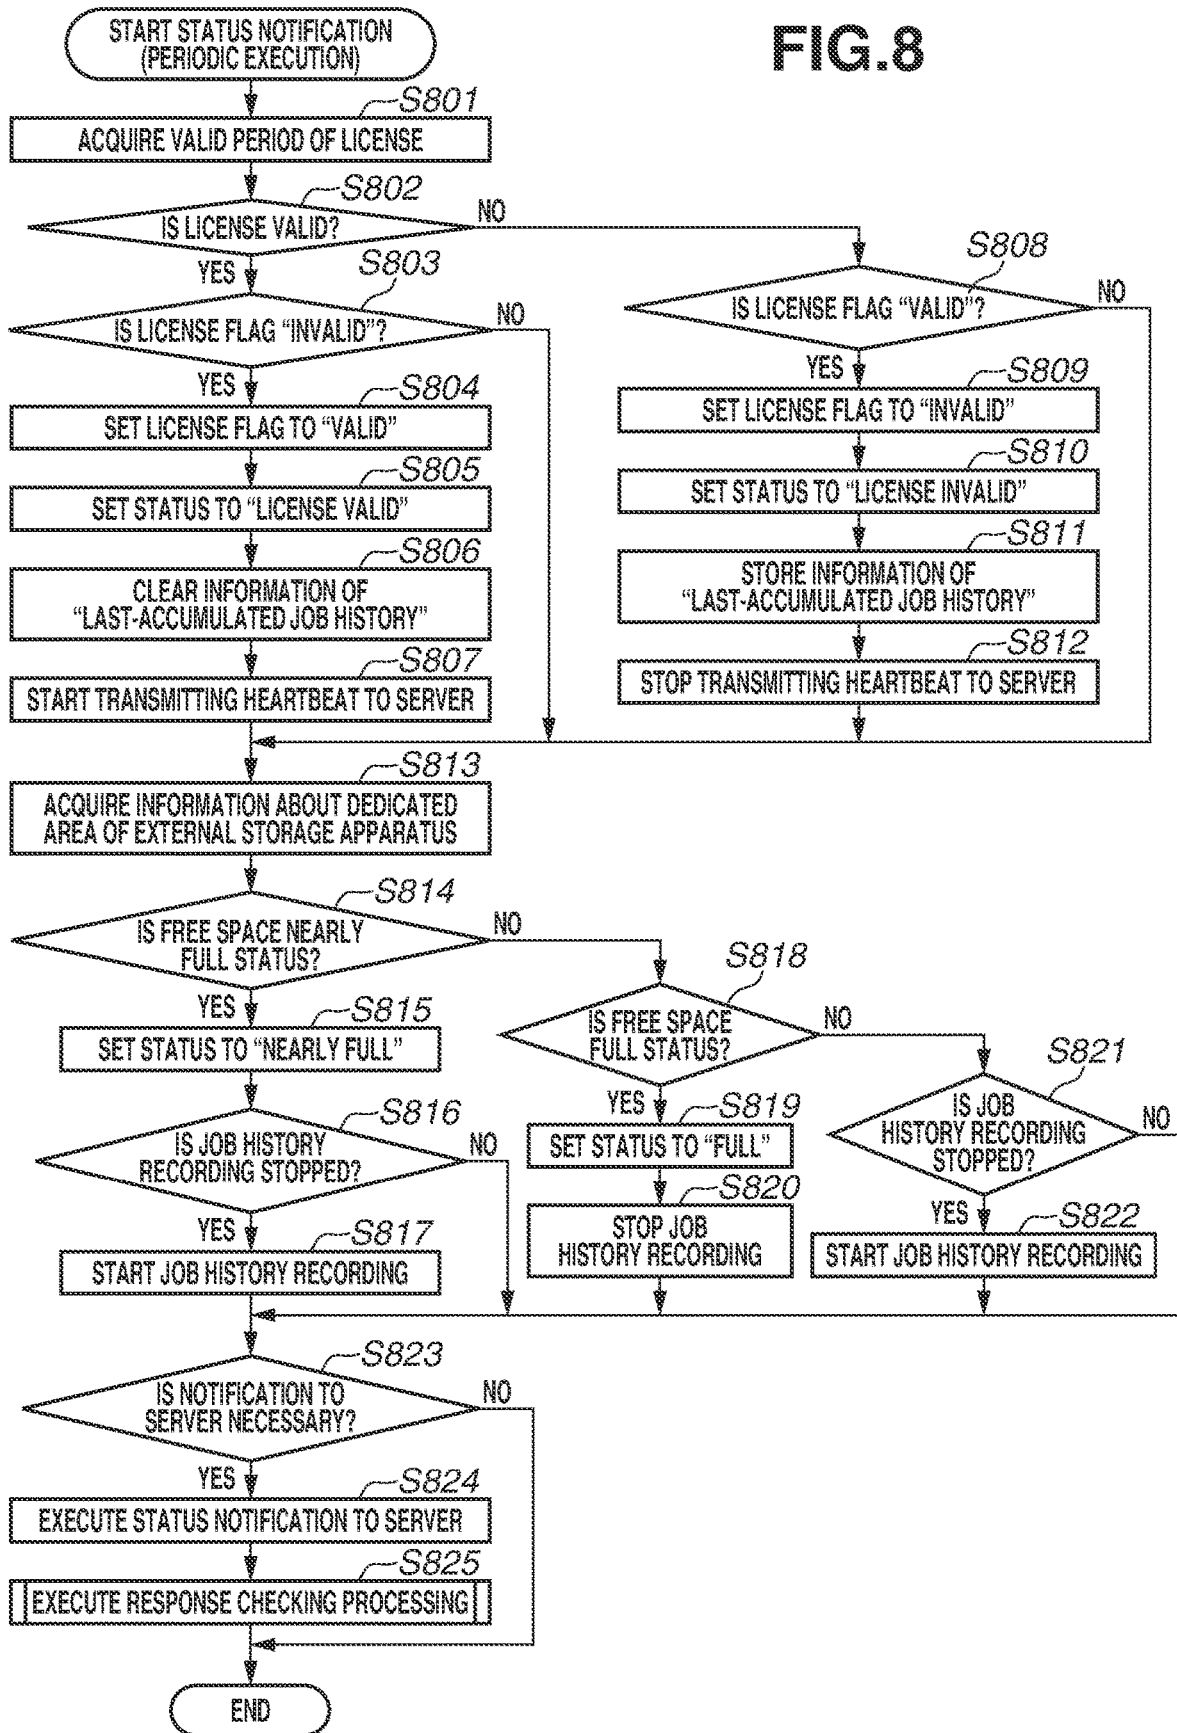 START STATUS NOTIFICATION
(PERIODIC EXECUTION)
FIG.8
S801
ACQUIRE VALID PERIOD OF LICENSE
S802
IS LICENSE VALID?
NO
YES
S803
IS LICENSE FLAG “INVALID”?
NO
YES
S804
SET LICENSE FLAG TO “VALID”
S805
SET STATUS TO “LICENSE VALID”
S806
CLEAR INFORMATION OF
“LAST-ACCUMULATED JOB HISTORY”
S807
START TRANSMITTING HEARTBEAT TO SERVER
S808
IS LICENSE FLAG “VALID”?
NO
YES
S809
SET LICENSE FLAG TO “INVALID”
S810
SET STATUS TO “LICENSE INVALID”
S811
STORE INFORMATION OF
“LAST-ACCUMULATED JOB HISTORY”
S812
STOP TRANSMITTING HEARTBEAT TO SERVER
S813
ACQUIRE INFORMATION ABOUT DEDICATED
AREA OF EXTERNAL STORAGE APPARATUS
S814
IS FREE SPACE NEARLY
FULL STATUS?
NO
YES
S815
SET STATUS TO “NEARLY FULL”
S816
IS JOB HISTORY
RECORDING STOPPED?
NO
YES
S817
START JOB HISTORY RECORDING
S818
IS FREE SPACE
FULL STATUS?
NO
YES
S819
SET STATUS TO “FULL”
S820
STOP JOB
HISTORY RECORDING
S821
IS JOB
HISTORY RECORDING
STOPPED?
NO
YES
S822
START JOB HISTORY RECORDING
S823
IS NOTIFICATION TO
SERVER NECESSARY?
NO
YES
S824
EXECUTE STATUS NOTIFICATION TO SERVER
S825
EXECUTE RESPONSE CHECKING PROCESSING
END